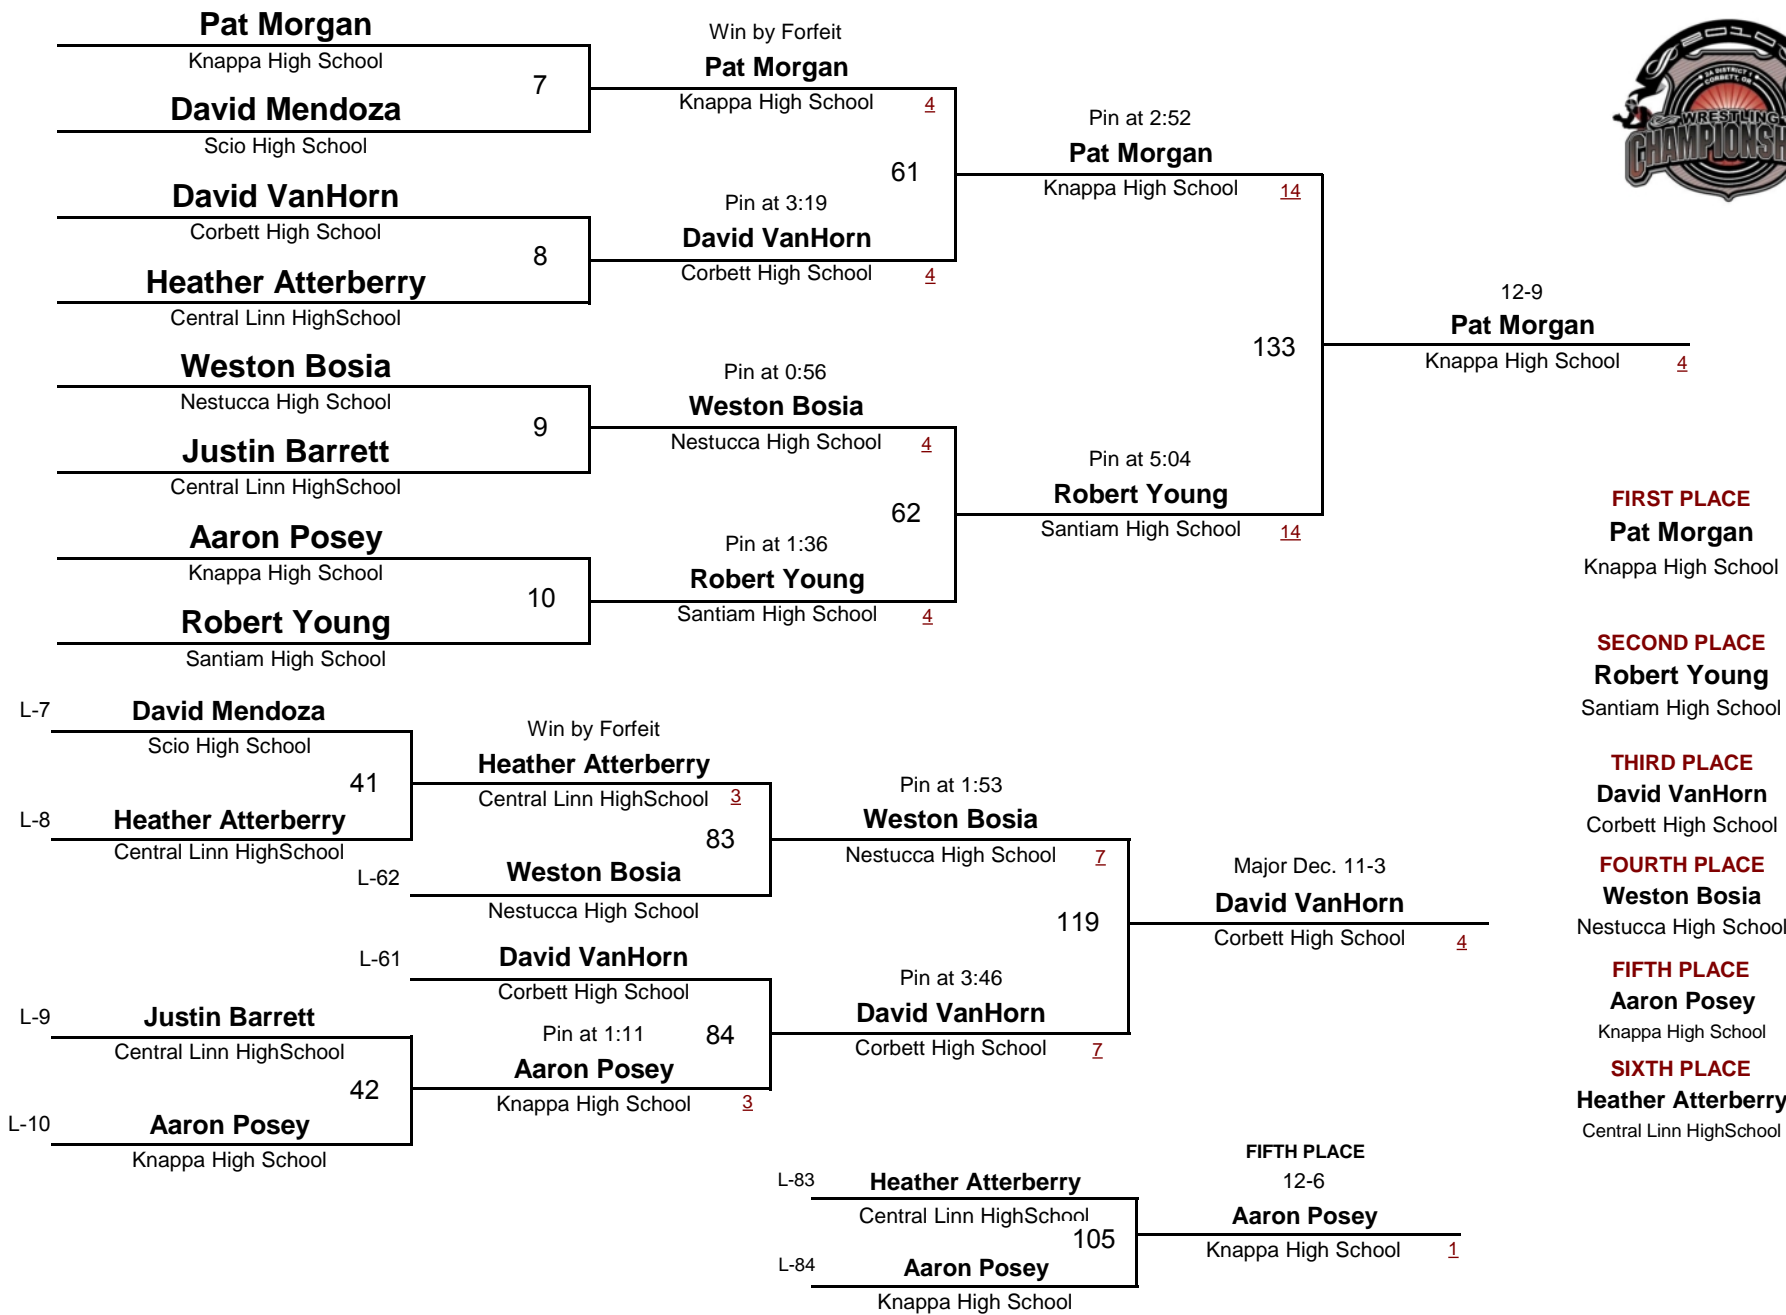 Pat Morgan
Knappa High School
7
David Mendoza
Scio High School
David VanHorn
Corbett High School
8
Heather Atterberry
Central Linn HighSchool
Weston Bosia
Nestucca High School
9
Justin Barrett
Central Linn HighSchool
Aaron Posey
Knappa High School
10
Robert Young
Santiam High School
Win by Forfeit
Pat Morgan
Knappa High School 4
61
Pin at 3:19
David VanHorn
Corbett High School 4
Pin at 0:56
Weston Bosia
Nestucca High School 4
62
Pin at 1:36
Robert Young
Santiam High School 4
Pin at 2:52
Pat Morgan
Knappa High School 14
133
Pin at 5:04
Robert Young
Santiam High School 14
12-9
Pat Morgan
Knappa High School 4
2010
3A DISTRICT 1
CORBETT, OR
WRESTLING
CHAMPIONSH
FIRST PLACE
Pat Morgan
Knappa High School
SECOND PLACE
Robert Young
Santiam High School
THIRD PLACE
David VanHorn
Corbett High School
FOURTH PLACE
Weston Bosia
Nestucca High School
FIFTH PLACE
Aaron Posey
Knappa High School
SIXTH PLACE
Heather Atterberry
Central Linn HighSchool
L-7 David Mendoza
Scio High School
41
L-8 Heather Atterberry
Central Linn HighSchool
L-9 Justin Barrett
Central Linn HighSchool
42
L-10 Aaron Posey
Knappa High School
Win by Forfeit
Heather Atterberry
Central Linn HighSchool 3
83
L-62 Weston Bosia
Nestucca High School
L-61 David VanHorn
Corbett High School
Pin at 1:11 84
Aaron Posey
Knappa High School 3
Pin at 1:53
Weston Bosia
Nestucca High School 7
119
Pin at 3:46
David VanHorn
Corbett High School 7
Major Dec. 11-3
David VanHorn
Corbett High School 4
L-83 Heather Atterberry
Central Linn HighSchool
105
L-84 Aaron Posey
Knappa High School
FIFTH PLACE
12-6
Aaron Posey
Knappa High School 1